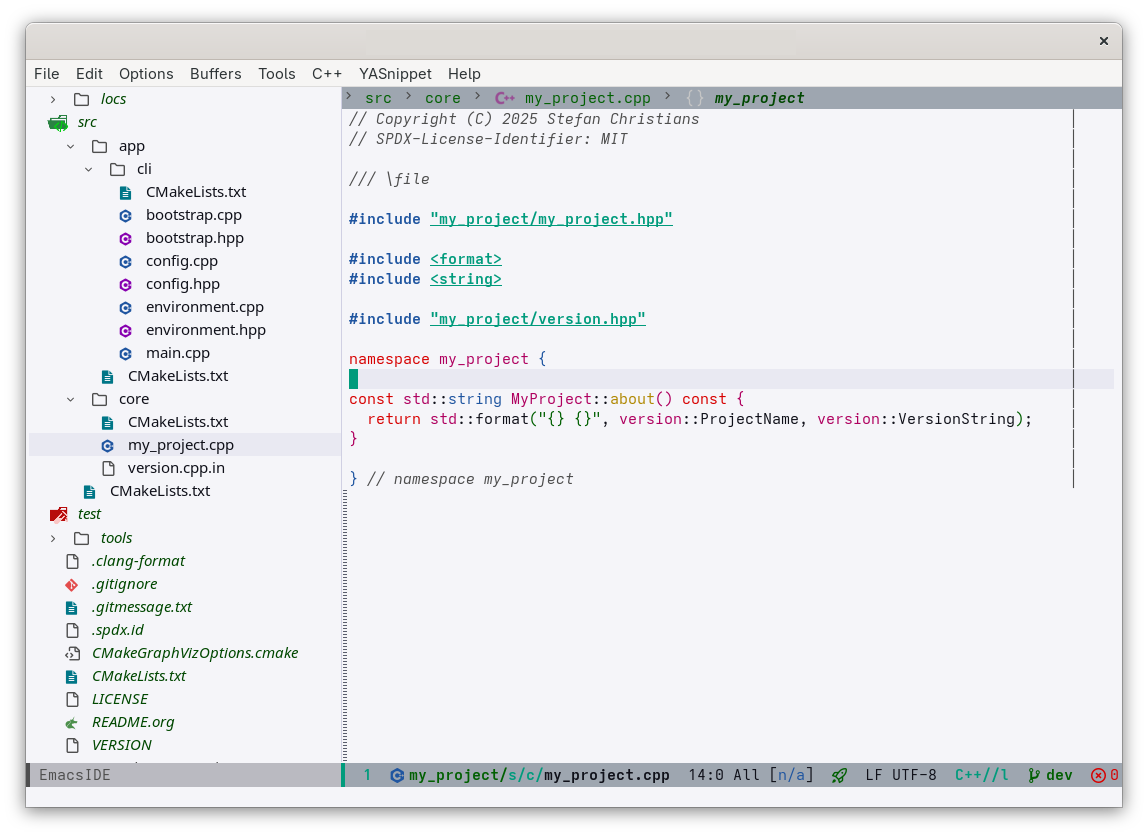 File Edit Options Buffers Tools C++ YASnippet Help
locs
src
app
cli
CMakeLists.txt
bootstrap.cpp
bootstrap.hpp
config.cpp
config.hpp
environment.cpp
environment.hpp
main.cpp
CMakeLists.txt
core
CMakeLists.txt
my_project.cpp
version.cpp.in
CMakeLists.txt
test
tools
.clang-format
.gitignore
.gitmessage.txt
.spdx.id
CMakeGraphVizOptions.cmake
CMakeLists.txt
LICENSE
README.org
VERSION
EmacsIDE
› src › core › C++ my_project.cpp › {} my_project
// Copyright (C) 2025 Stefan Christians
// SPDX-License-Identifier: MIT
/// \file
#include "my_project/my_project.hpp"
#include <format>
#include <string>
#include "my_project/version.hpp"
namespace my_project {
const std::string MyProject::about() const {
return std::format("{} {}", version::ProjectName, version::VersionString);
}
} // namespace my_project
1 my_project/s/c/my_project.cpp 14:0 All [n/a] LF UTF-8 C++//l dev 0